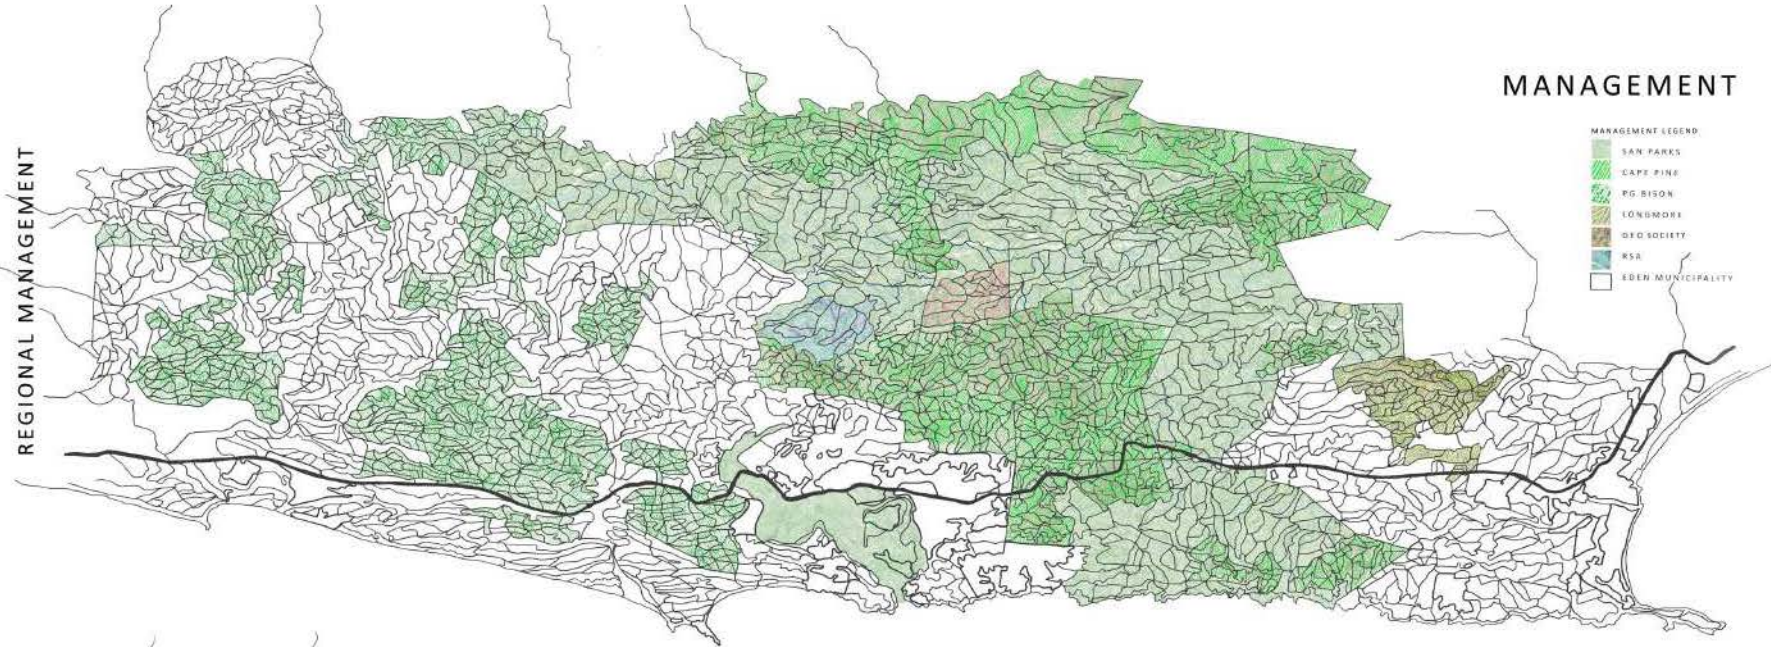 REGIONAL MANAGEMENT
MANAGEMENT
MANAGEMENT LEGEND
SAN PARKS
CAPE PINE
PG BISON
LONGMORE
GEO SOCIETY
RSA
EDEN MUNICIPALITY